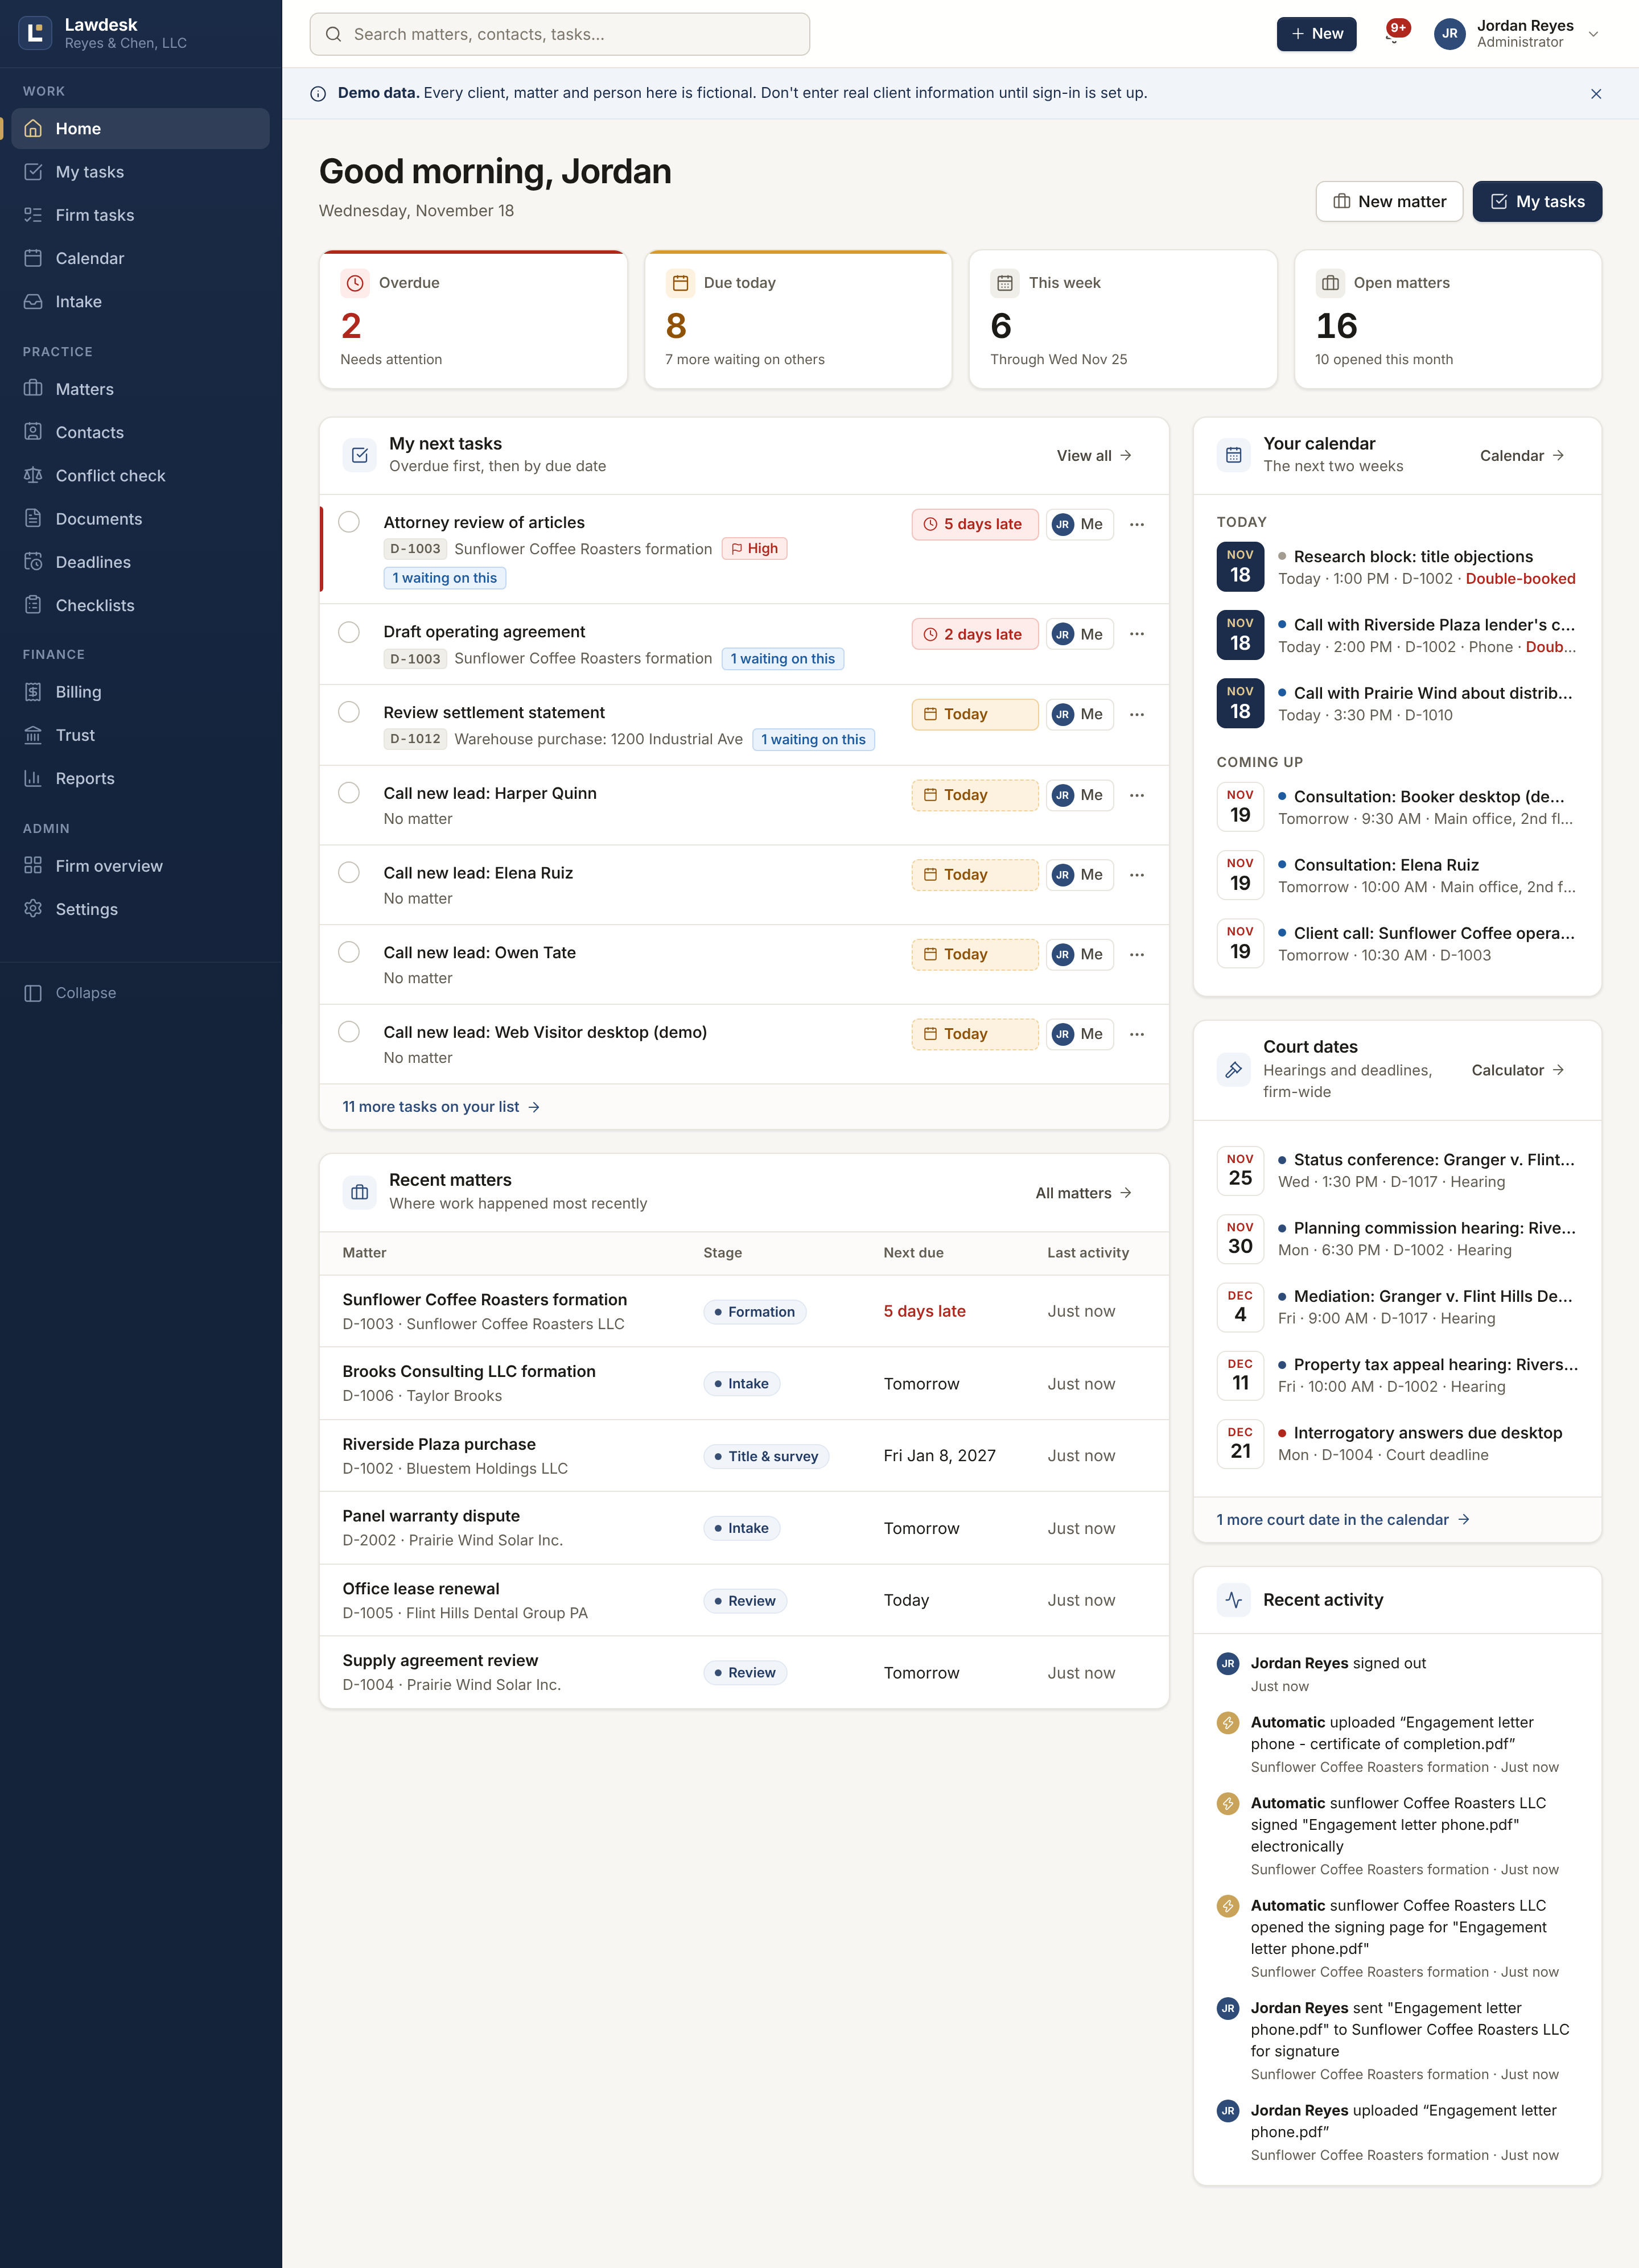 Lawdesk
Reyes & Chen, LLC
WORK
Home
My tasks
Firm tasks
Calendar
Intake
PRACTICE
Matters
Contacts
Conflict check
Documents
Deadlines
Checklists
FINANCE
Billing
Trust
Reports
ADMIN
Firm overview
Settings
Collapse
Search matters, contacts, tasks...
New
9+
JR
Jordan Reyes
Administrator
Demo data. Every client, matter and person here is fictional. Don't enter real client information until sign-in is set up.
Good morning, Jordan
Wednesday, November 18
New matter
My tasks
Overdue
2
Needs attention
Due today
8
7 more waiting on others
This week
6
Through Wed Nov 25
Open matters
16
10 opened this month
My next tasks
Overdue first, then by due date
View all
Attorney review of articles
D-1003 Sunflower Coffee Roasters formation High
1 waiting on this
5 days late JR Me
Draft operating agreement
D-1003 Sunflower Coffee Roasters formation 1 waiting on this
2 days late JR Me
Review settlement statement
D-1012 Warehouse purchase: 1200 Industrial Ave 1 waiting on this
Today JR Me
Call new lead: Harper Quinn
No matter
Today JR Me
Call new lead: Elena Ruiz
No matter
Today JR Me
Call new lead: Owen Tate
No matter
Today JR Me
Call new lead: Web Visitor desktop (demo)
No matter
Today JR Me
11 more tasks on your list
Recent matters
Where work happened most recently
All matters
Matter Stage Next due Last activity
Sunflower Coffee Roasters formation
D-1003 · Sunflower Coffee Roasters LLC
Formation 5 days late Just now
Brooks Consulting LLC formation
D-1006 · Taylor Brooks
Intake Tomorrow Just now
Riverside Plaza purchase
D-1002 · Bluestem Holdings LLC
Title & survey Fri Jan 8, 2027 Just now
Panel warranty dispute
D-2002 · Prairie Wind Solar Inc.
Intake Tomorrow Just now
Office lease renewal
D-1005 · Flint Hills Dental Group PA
Review Today Just now
Supply agreement review
D-1004 · Prairie Wind Solar Inc.
Review Tomorrow Just now
Your calendar
The next two weeks
Calendar
TODAY
NOV
18
Research block: title objections
Today · 1:00 PM · D-1002 · Double-booked
NOV
18
Call with Riverside Plaza lender's c...
Today · 2:00 PM · D-1002 · Phone · Doub...
NOV
18
Call with Prairie Wind about distrib...
Today · 3:30 PM · D-1010
COMING UP
NOV
19
Consultation: Booker desktop (de...
Tomorrow · 9:30 AM · Main office, 2nd fl...
NOV
19
Consultation: Elena Ruiz
Tomorrow · 10:00 AM · Main office, 2nd f...
NOV
19
Client call: Sunflower Coffee opera...
Tomorrow · 10:30 AM · D-1003
Court dates
Hearings and deadlines,
firm-wide
Calculator
NOV
25
Status conference: Granger v. Flint...
Wed · 1:30 PM · D-1017 · Hearing
NOV
30
Planning commission hearing: Rive...
Mon · 6:30 PM · D-1002 · Hearing
DEC
4
Mediation: Granger v. Flint Hills De...
Fri · 9:00 AM · D-1017 · Hearing
DEC
11
Property tax appeal hearing: Rivers...
Fri · 10:00 AM · D-1002 · Hearing
DEC
21
Interrogatory answers due desktop
Mon · D-1004 · Court deadline
1 more court date in the calendar
Recent activity
JR
Jordan Reyes signed out
Just now
Automatic uploaded “Engagement letter
phone - certificate of completion.pdf”
Sunflower Coffee Roasters formation · Just now
Automatic sunflower Coffee Roasters LLC
signed "Engagement letter phone.pdf"
electronically
Sunflower Coffee Roasters formation · Just now
Automatic sunflower Coffee Roasters LLC
opened the signing page for "Engagement
letter phone.pdf"
Sunflower Coffee Roasters formation · Just now
JR
Jordan Reyes sent "Engagement letter
phone.pdf" to Sunflower Coffee Roasters LLC
for signature
Sunflower Coffee Roasters formation · Just now
JR
Jordan Reyes uploaded “Engagement letter
phone.pdf”
Sunflower Coffee Roasters formation · Just now